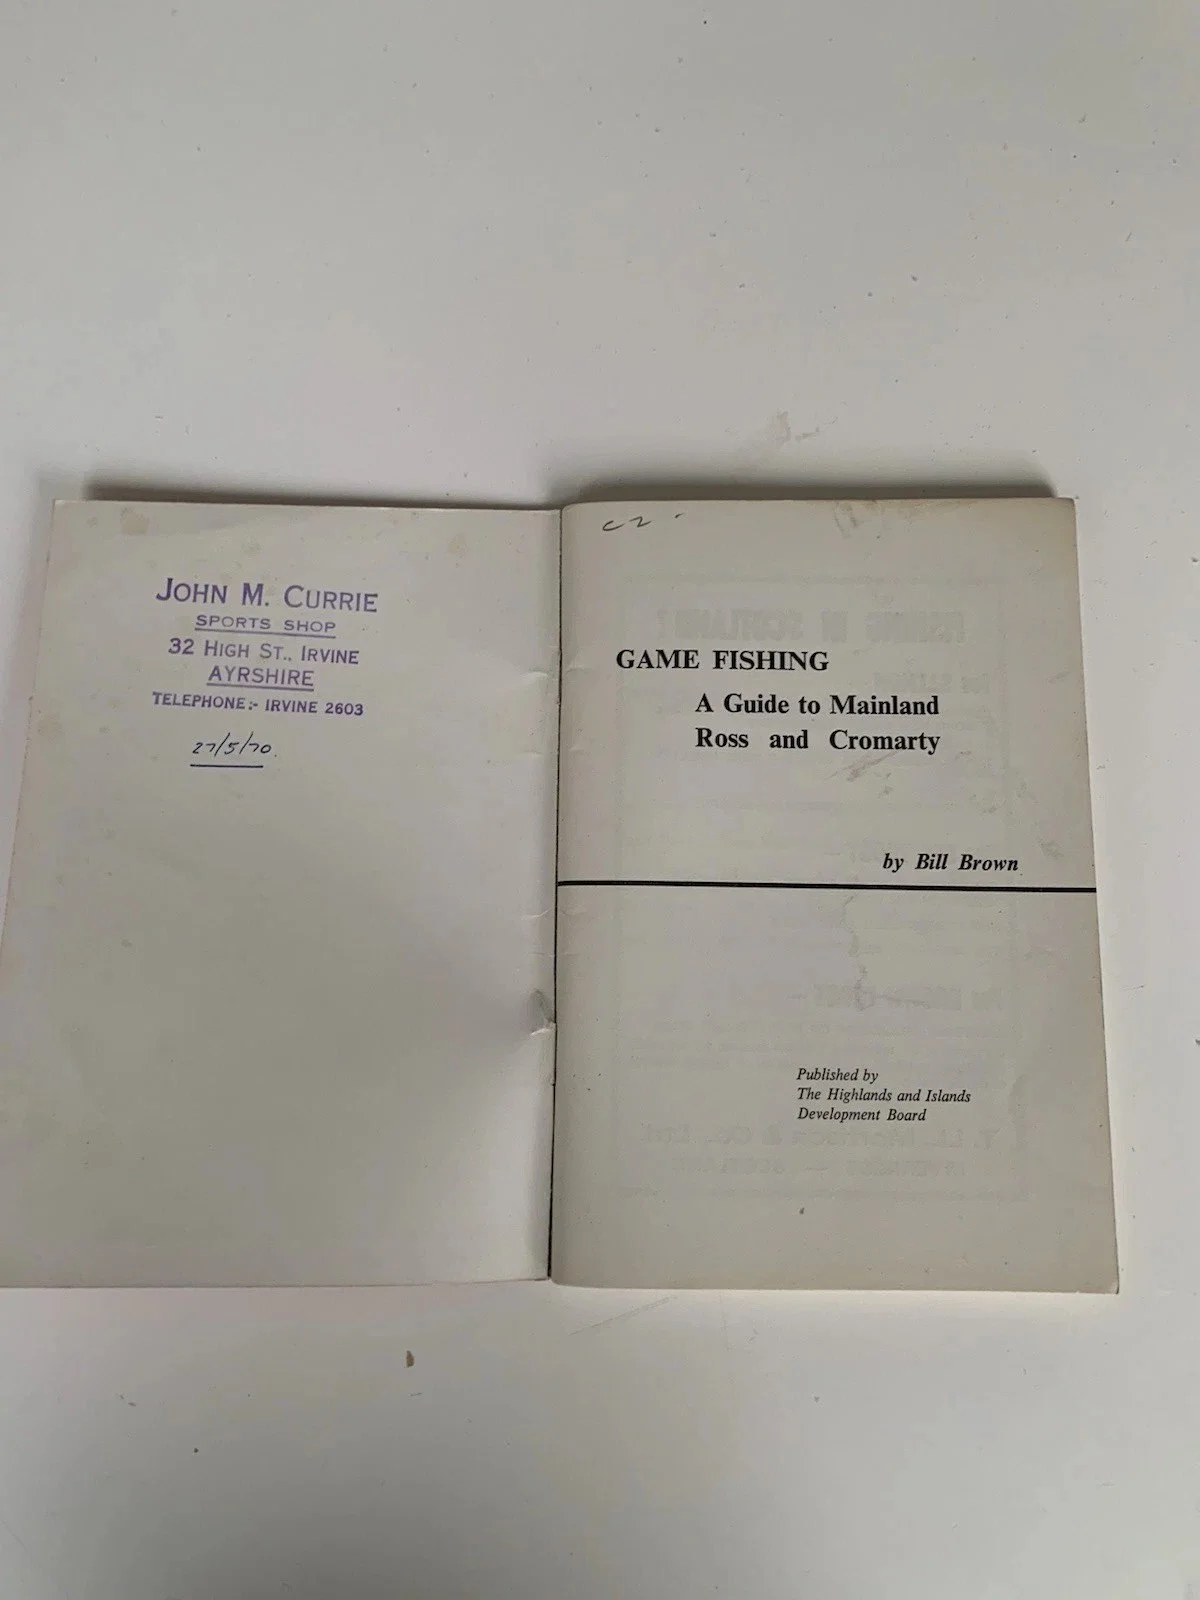 JOHN M. CURRIE
SPORTS SHOP
32 HIGH ST., IRVINE
AYRSHIRE
TELEPHONE:- IRVINE 2603
27/5/70.
GAME FISHING
A Guide to Mainland
Ross and Cromarty
by Bill Brown
Published by
The Highlands and Islands
Development Board